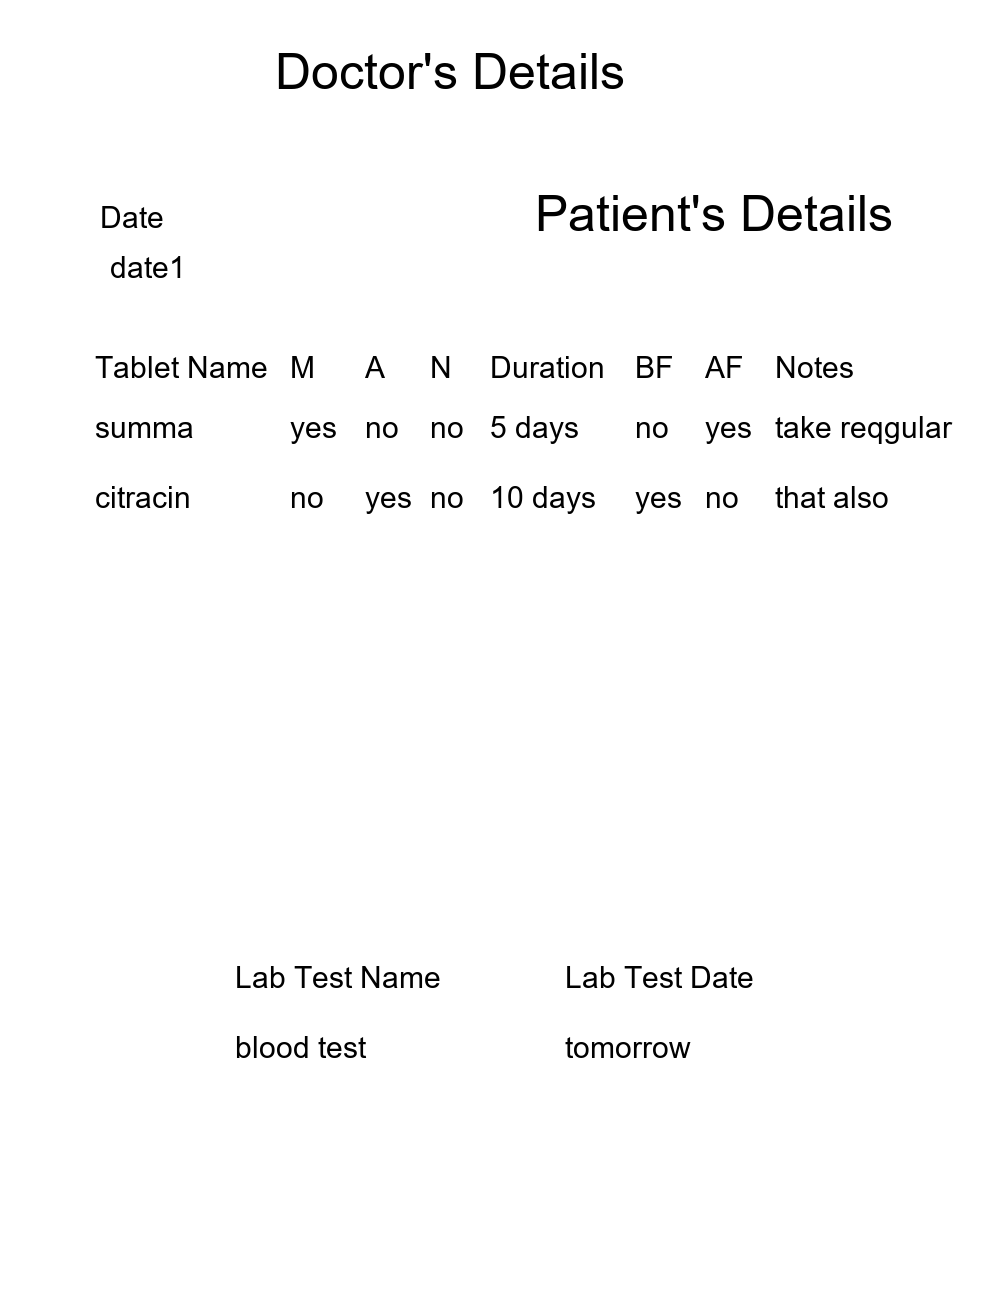 Doctor's Details
Patient's Details
Date
date1
Tablet Name M A N Duration BF AF Notes
summa yes no no 5 days no yes take reqgular
citracin no yes no 10 days yes no that also
Lab Test Name Lab Test Date
blood test tomorrow